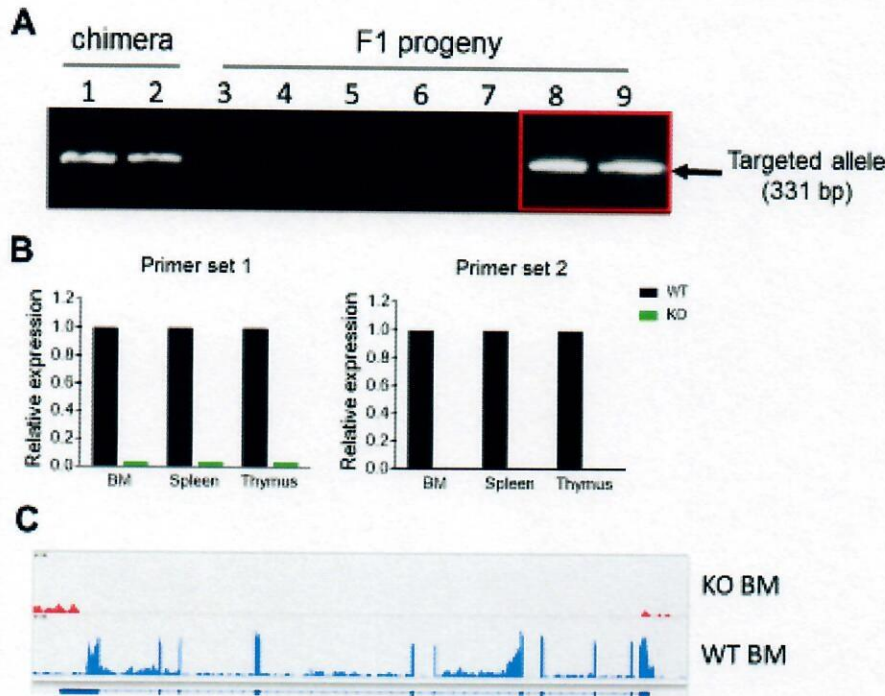 A
chimera F1 progeny
1 2 3 4 5 6 7 8 9
Targeted allele
(331 bp)
B
Primer set 1
Relative expression
1.2
1.0
0.8
0.6
0.4
0.2
0.0
BM Spleen Thymus
Primer set 2
Relative expression
1.2
1.0
0.8
0.6
0.4
0.2
0.0
BM Spleen Thymus
WT
KO
C
KO BM
WT BM